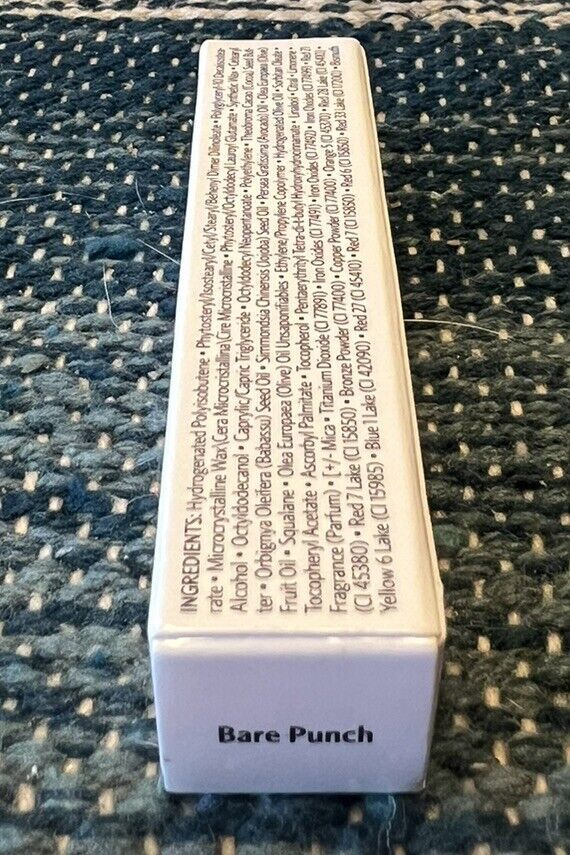 INGREDIENTS: Hydrogenated Polyisobutene • Phytosteryl/Isostearyl/Cetyl/Stearyl/Behenyl Dimer Dilinoleate • Polyglyceryl-10 Decaisostea-
rate • Microcrystalline Wax (Cera Microcristallina) Cire Microcristalline • Phytosteryl/Octyldodecyl Lauroyl Glutamate • Synthetic Wax • Cetearyl
Alcohol • Octyldodecanol • Caprylic/Capric Triglyceride • Octyldodecyl Neopentanoate • Polyethylene • Theobroma Cacao (Cocoa) Seed But-
ter • Orbignya Oleifera (Babassu) Seed Oil • Simmondsia Chinensis (Jojoba) Seed Oil • Persea Gratissima (Avocado) Oil • Olea Europaea (Olive)
Fruit Oil • Squalane • Olea Europaea (Olive) Oil Unsaponifiables • Ethylene/Propylene Copolymer • Hydrogenated Olive Oil •
Tocopheryl Acetate • Ascorbyl Palmitate • Tocopherol • Pentaerythrityl Tetra-di-t-butyl Hydroxyhydrocinnamate • Linalool • Citral • Limonene •
Fragrance (Parfum) • [+/- Mica • Titanium Dioxide (CI 77891) • Iron Oxides (CI 77491) • Iron Oxides (CI 77492) • Iron Oxides (CI 77499) • Red 21
(CI 45380) • Red 7 Lake (CI 15850) • Bronze Powder (CI 77400) • Copper Powder (CI 77400) • Orange 5 (CI 45370) • Red 28 Lake (CI 45410) •
Yellow 6 Lake (CI 15985) • Blue 1 Lake (CI 42090) • Red 27 (CI 45410) • Red 7 (CI 15850) • Red 6 (CI 15850) • Red 33 Lake (CI 17200) • Bismuth
Bare Punch